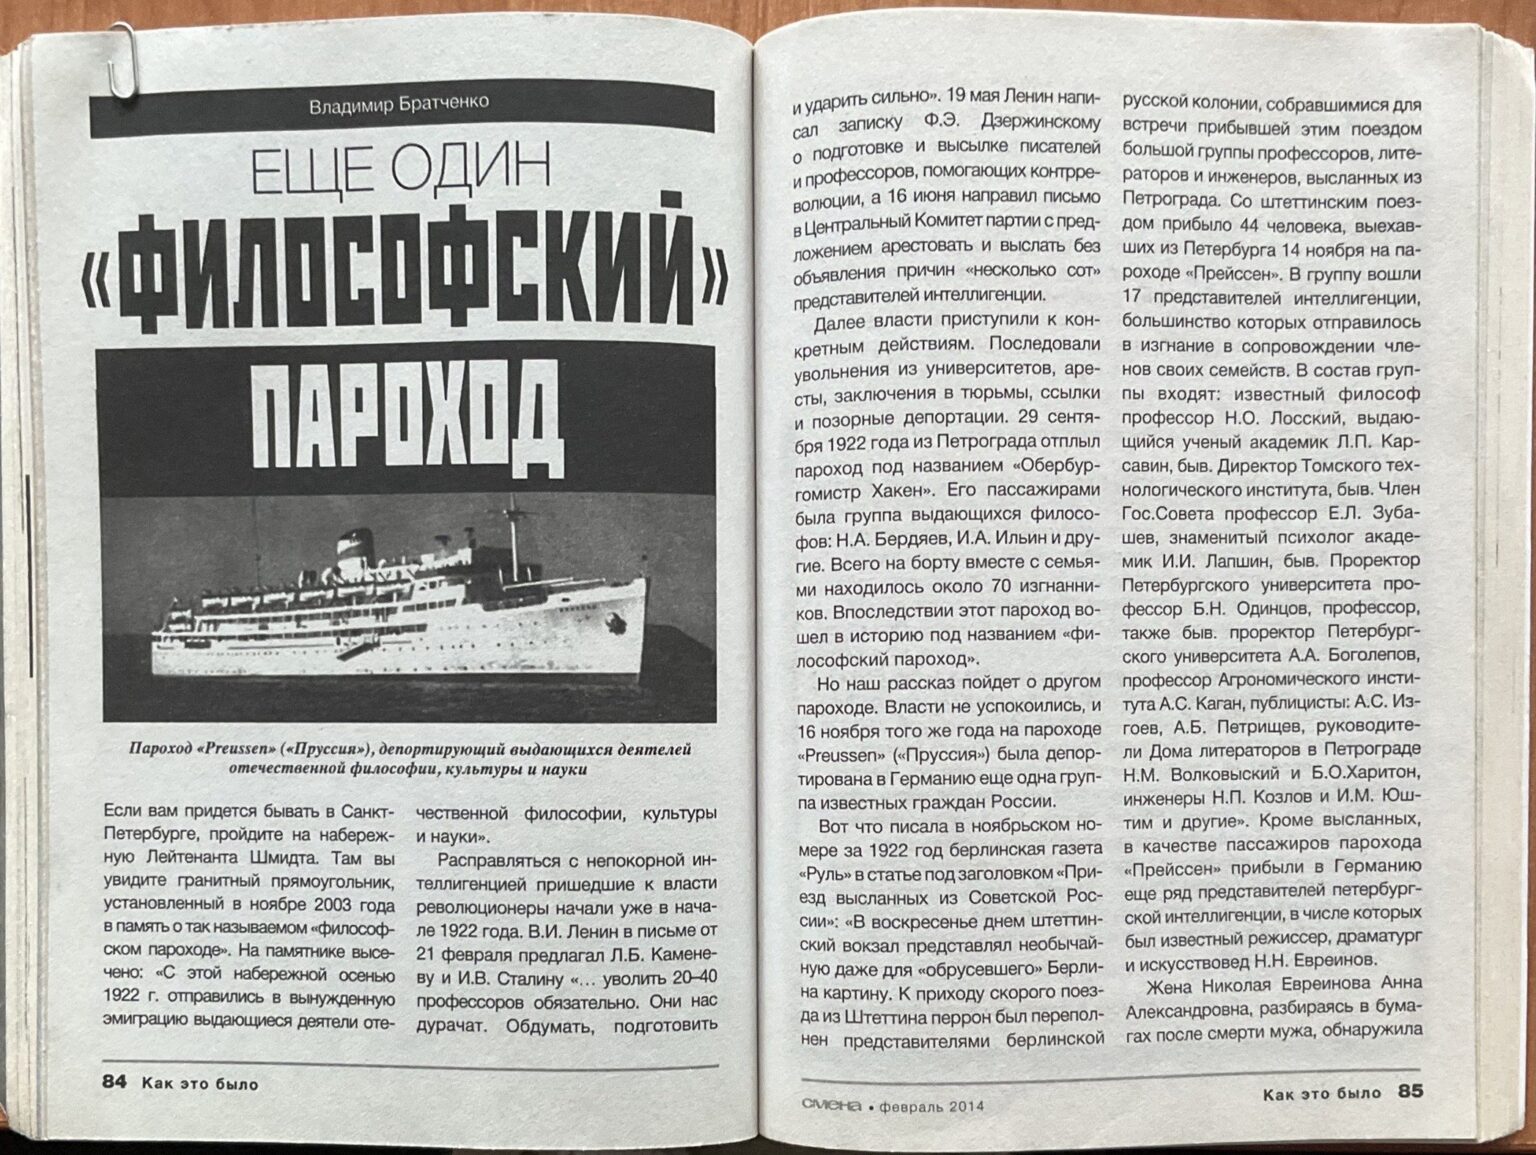 Владимир Братченко
ЕЩЕ ОДИН
«ФИЛОСОФСКИЙ»
ПАРОХОД
Пароход «Preussen» («Пруссия»), депортирующий выдающихся деятелей
отечественной философии, культуры и науки
Если вам придется бывать в Санкт-
Петербурге, пройдите на набереж-
ную Лейтенанта Шмидта. Там вы
увидите гранитный прямоугольник,
установленный в ноябре 2003 года
в память о так называемом «философ-
ском пароходе». На памятнике высе-
чено: «С этой набережной осенью
1922 г. отправились в вынужденную
эмиграцию выдающиеся деятели оте-
чественной философии, культуры
и науки».
Расправляться с непокорной ин-
теллигенцией пришедшие к власти
революционеры начали уже в нача-
ле 1922 года. В.И. Ленин в письме от
21 февраля предлагал Л.Б. Камене-
ву и И.В. Сталину «... уволить 20–40
профессоров обязательно. Они нас
дурачат. Обдумать, подготовить
84 Как это было
и ударить сильно». 19 мая Ленин напи-
сал записку Ф.Э. Дзержинскому
о подготовке и высылке писателей
и профессоров, помогающих контрре-
волюции, а 16 июня направил письмо
в Центральный Комитет партии с пред-
ложением арестовать и выслать без
объявления причин «несколько сот»
представителей интеллигенции.
Далее власти приступили к кон-
кретным действиям. Последовали
увольнения из университетов, аре-
сты, заключения в тюрьмы, ссылки
и позорные депортации. 29 сентя-
бря 1922 года из Петрограда отплыл
пароход под названием «Обербур-
гомистр Хакен». Его пассажирами
была группа выдающихся филосо-
фов: Н.А. Бердяев, И.А. Ильин и дру-
гие. Всего на борту вместе с семья-
ми находилось около 70 изгнанни-
ков. Впоследствии этот пароход во-
шел в историю под названием «фи-
лософский пароход».
Но наш рассказ пойдет о другом
пароходе. Власти не успокоились, и
16 ноября того же года на пароходе
«Preussen» («Пруссия») была депор-
тирована в Германию еще одна груп-
па известных граждан России.
Вот что писала в ноябрьском но-
мере за 1922 год берлинская газета
«Руль» в статье под заголовком «При-
езд высланных из Советской Рос-
сии»: «В воскресенье днем штеттин-
ский вокзал представлял необычай-
ную даже для «обрусевшего» Берли-
на картину. К приходу скорого поез-
да из Штеттина перрон был перепол-
нен представителями берлинской
русской колонии, собравшимися для
встречи прибывшей этим поездом
большой группы профессоров, лите-
раторов и инженеров, высланных из
Петрограда. Со штеттинским поез-
дом прибыло 44 человека, выехав-
ших из Петербурга 14 ноября на па-
роходе «Прейссен». В группу вошли
17 представителей интеллигенции,
большинство которых отправилось
в изгнание в сопровождении чле-
нов своих семейств. В состав груп-
пы входят: известный философ
профессор Н.О. Лосский, выдаю-
щийся ученый академик Л.П. Кар-
савин, быв. Директор Томского тех-
нологического института, быв. Член
Гос.Совета профессор Е.Л. Зуба-
шев, знаменитый психолог акаде-
мик И.И. Лапшин, быв. Проректор
Петербургского университета про-
фессор Б.Н. Одинцов, профессор,
также быв. проректор Петербург-
ского университета А.А. Боголепов,
профессор Агрономического инсти-
тута А.С. Каган, публицисты: А.С. Из-
гоев, А.Б. Петрищев, руководите-
ли Дома литераторов в Петрограде
Н.М. Волковыский и Б.О.Харитон,
инженеры Н.П. Козлов и И.М. Юш-
тим и другие». Кроме высланных,
в качестве пассажиров парохода
«Прейссен» прибыли в Германию
еще ряд представителей петербург-
ской интеллигенции, в числе которых
был известный режиссер, драматург
и искусствовед Н.Н. Евреинов.
Жена Николая Евреинова Анна
Александровна, разбираясь в бума-
гах после смерти мужа, обнаружила
смена • февраль 2014
Как это было 85